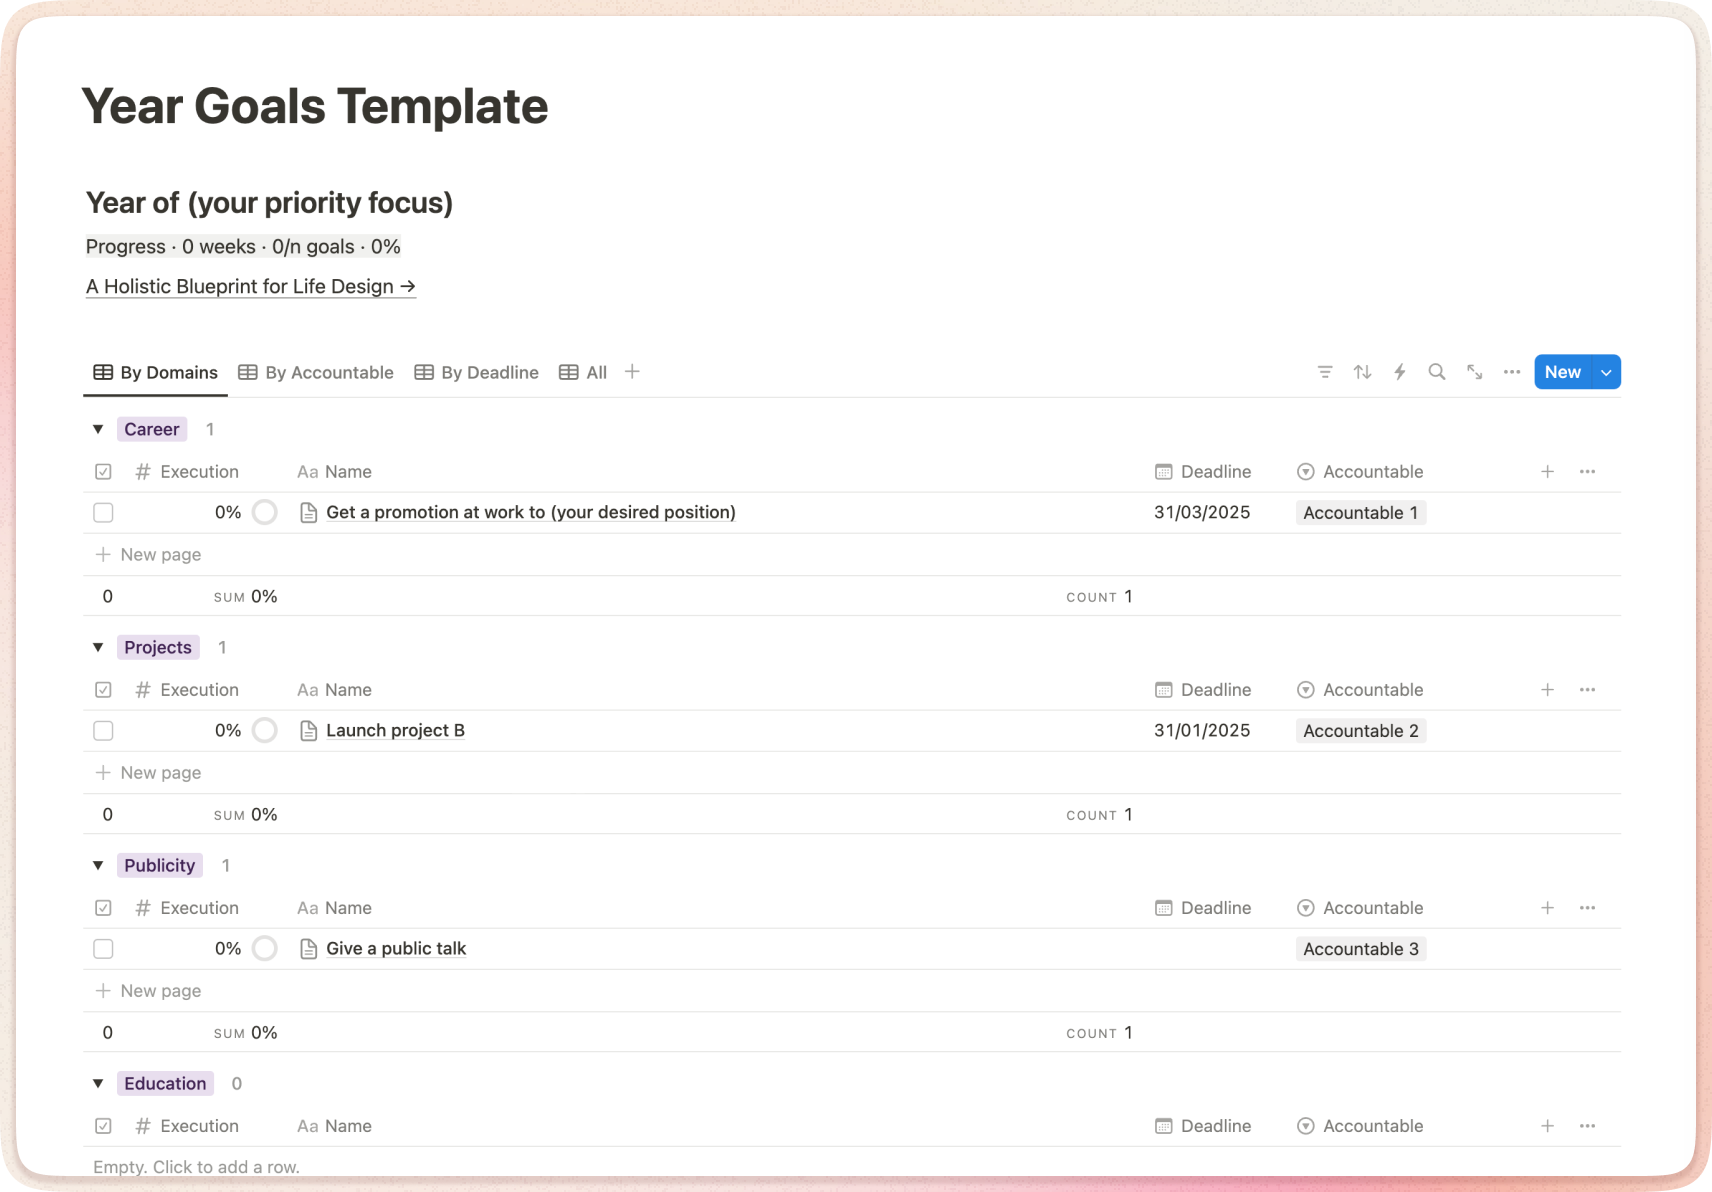 Year Goals Template
Year of (your priority focus)
Progress · 0 weeks · 0/n goals · 0%
A Holistic Blueprint for Life Design →
By Domains By Accountable By Deadline All New
Career 1
# Execution Aa Name Deadline Accountable
0% Get a promotion at work to (your desired position) 31/03/2025 Accountable 1
+ New page
0 SUM 0% COUNT 1
Projects 1
# Execution Aa Name Deadline Accountable
0% Launch project B 31/01/2025 Accountable 2
+ New page
0 SUM 0% COUNT 1
Publicity 1
# Execution Aa Name Deadline Accountable
0% Give a public talk Accountable 3
+ New page
0 SUM 0% COUNT 1
Education 0
# Execution Aa Name Deadline Accountable
Empty. Click to add a row.